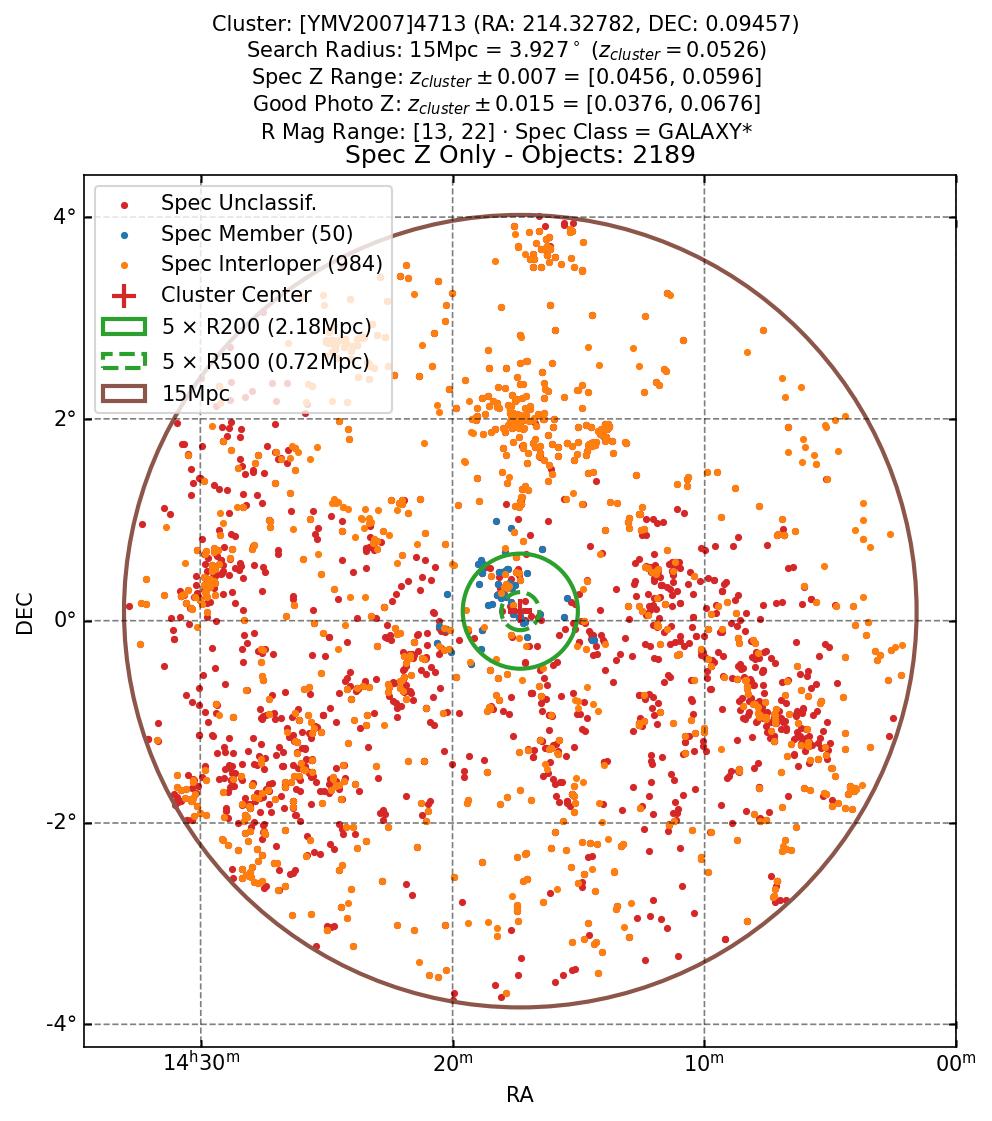 Cluster: [YMV2007]4713 (RA: 214.32782, DEC: 0.09457)
Search Radius: 15Mpc = 3.927° (z_cluster = 0.0526)
Spec Z Range: z_cluster ± 0.007 = [0.0456, 0.0596]
Good Photo Z: z_cluster ± 0.015 = [0.0376, 0.0676]
R Mag Range: [13, 22] · Spec Class = GALAXY*
Spec Z Only - Objects: 2189
Spec Unclassif.
Spec Member (50)
Spec Interloper (984)
Cluster Center
5 × R200 (2.18Mpc)
5 × R500 (0.72Mpc)
15Mpc
4°
2°
0°
-2°
-4°
DEC
14h30m
20m
10m
00m
RA